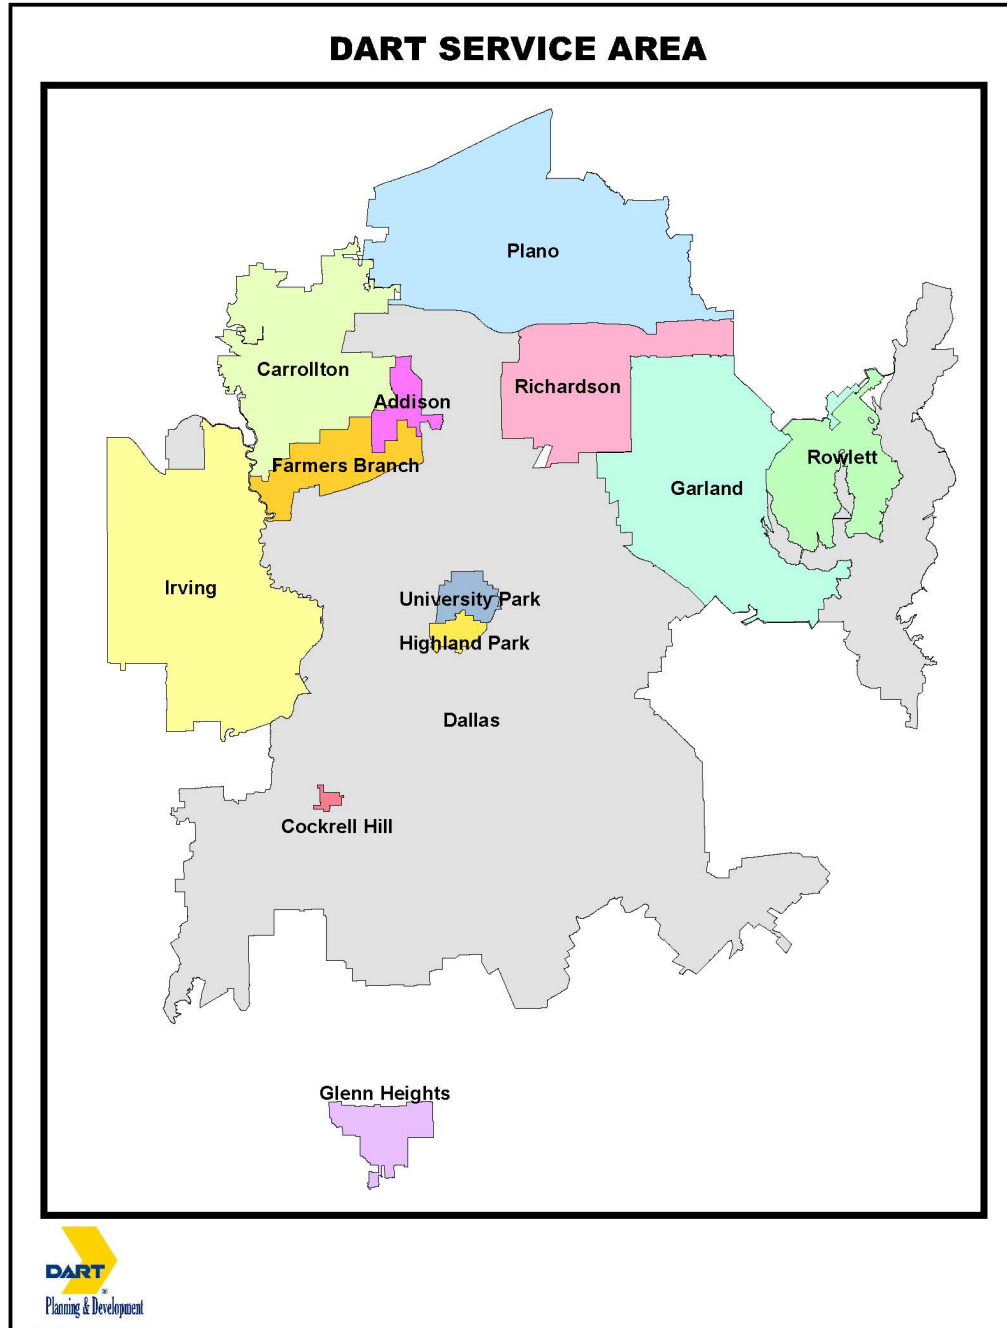 DART SERVICE AREA
Plano
Carrollton
Richardson
Addison
Rowlett
Farmers Branch
Garland
Irving
University Park
Highland Park
Dallas
Cockrell Hill
Glenn Heights
DART®
Planning & Development